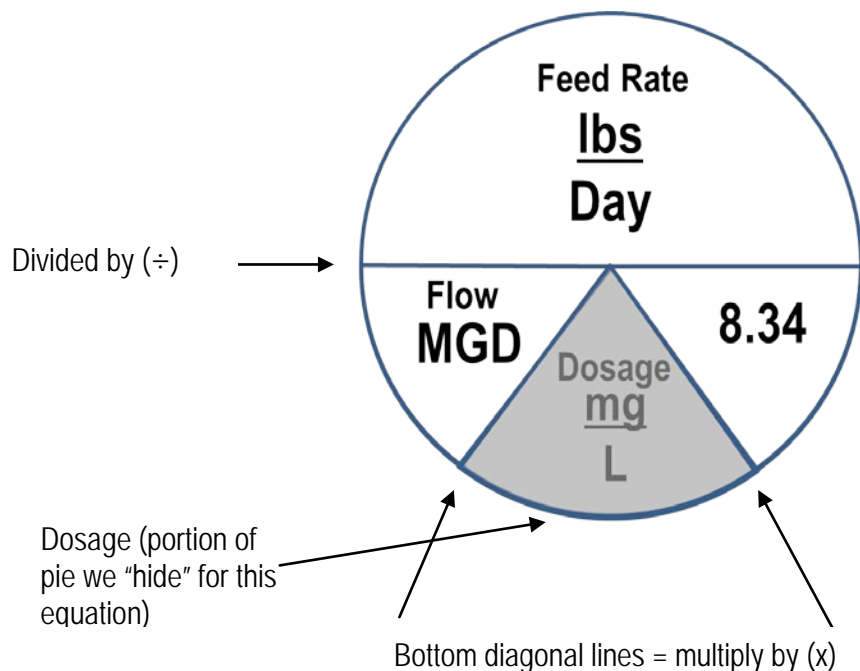 Feed Rate
lbs
Day
Divided by (÷)
Flow
MGD
8.34
Dosage
mg
L
Dosage (portion of
pie we “hide” for this
equation)
Bottom diagonal lines = multiply by (x)